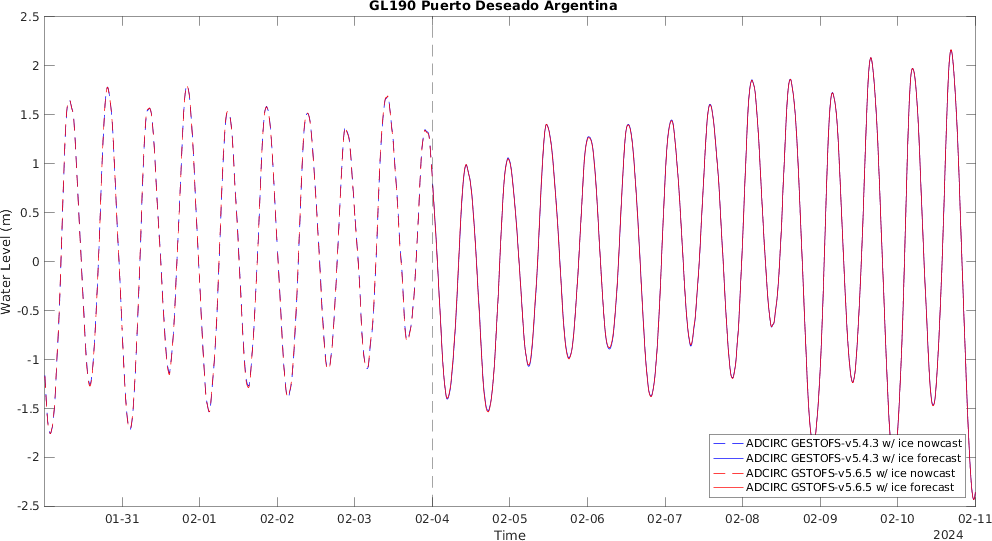 GL190 Puerto Deseado Argentina
Water Level (m)
2.5
2
1.5
1
0.5
0
-0.5
-1
-1.5
-2
-2.5
ADCIRC GESTOFS-v5.4.3 w/ ice nowcast
ADCIRC GESTOFS-v5.4.3 w/ ice forecast
ADCIRC GSTOFS-v5.6.5 w/ ice nowcast
ADCIRC GSTOFS-v5.6.5 w/ ice forecast
01-31 02-01 02-02 02-03 02-04 02-05 02-06 02-07 02-08 02-09 02-10 02-11
Time
2024